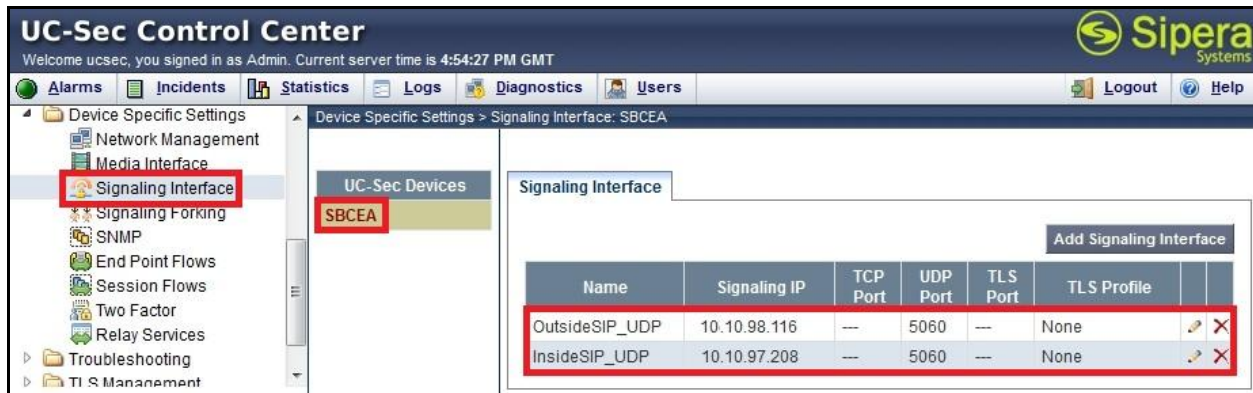 UC-Sec Control Center
Sipera
Systems
Welcome ucsec, you signed in as Admin. Current server time is 4:54:27 PM GMT
Alarms Incidents Statistics Logs Diagnostics Users Logout Help
Device Specific Settings
Network Management
Media Interface
Signaling Interface
Signaling Forking
SNMP
End Point Flows
Session Flows
Two Factor
Relay Services
Troubleshooting
TLS Management
Device Specific Settings > Signaling Interface: SBCEA
UC-Sec Devices
SBCEA
Signaling Interface
Add Signaling Interface
Name Signaling IP TCP Port UDP Port TLS Port TLS Profile
OutsideSIP_UDP 10.10.98.116 --- 5060 --- None
InsideSIP_UDP 10.10.97.208 --- 5060 --- None